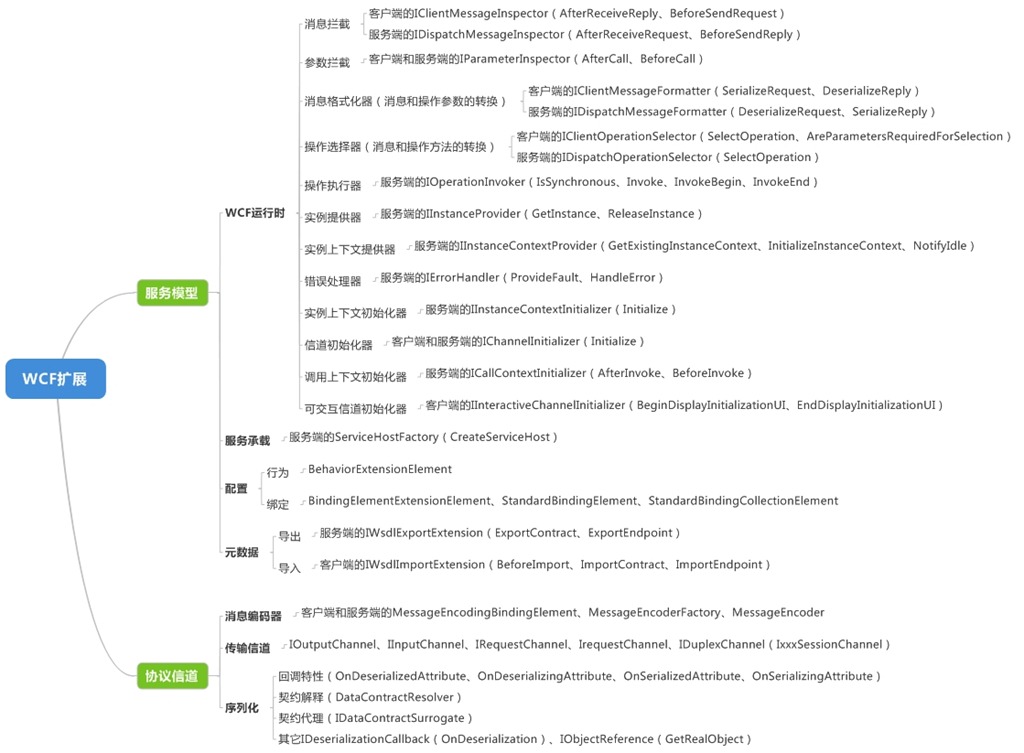 WCF扩展
服务模型
WCF运行时
消息拦截
客户端的IClientMessageInspector（AfterReceiveReply、BeforeSendRequest）
服务端的IDispatchMessageInspector（AfterReceiveRequest、BeforeSendReply）
参数拦截
客户端和服务端的IParameterInspector（AfterCall、BeforeCall）
消息格式化器（消息和操作参数的转换）
客户端的IClientMessageFormatter（SerializeRequest、DeserializeReply）
服务端的IDispatchMessageFormatter（DeserializeRequest、SerializeReply）
操作选择器（消息和操作方法的转换）
客户端的IClientOperationSelector（SelectOperation、AreParametersRequiredForSelection）
服务端的IDispatchOperationSelector（SelectOperation）
操作执行器
服务端的IOperationInvoker（IsSynchronous、Invoke、InvokeBegin、InvokeEnd）
实例提供器
服务端的IInstanceProvider（GetInstance、ReleaseInstance）
实例上下文提供器
服务端的IInstanceContextProvider（GetExistingInstanceContext、InitializeInstanceContext、NotifyIdle）
错误处理器
服务端的IErrorHandler（ProvideFault、HandleError）
实例上下文初始化器
服务端的IInstanceContextInitializer（Initialize）
信道初始化器
客户端和服务端的IChannelInitializer（Initialize）
调用上下文初始化器
服务端的ICallContextInitializer（AfterInvoke、BeforeInvoke）
可交互信道初始化器
客户端的IInteractiveChannelInitializer（BeginDisplayInitializationUI、EndDisplayInitializationUI）
服务承载
服务端的ServiceHostFactory（CreateServiceHost）
配置
行为
BehaviorExtensionElement
绑定
BindingElementExtensionElement、StandardBindingElement、StandardBindingCollectionElement
元数据
导出
服务端的IWsdlExportExtension（ExportContract、ExportEndpoint）
导入
客户端的IWsdlImportExtension（BeforeImport、ImportContract、ImportEndpoint）
协议信道
消息编码器
客户端和服务端的MessageEncodingBindingElement、MessageEncoderFactory、MessageEncoder
传输信道
IOutputChannel、IInputChannel、IRequestChannel、IrequestChannel、IDuplexChannel（IxxxSessionChannel）
序列化
回调特性（OnDeserializedAttribute、OnDeserializingAttribute、OnSerializedAttribute、OnSerializingAttribute）
契约解释（DataContractResolver）
契约代理（IDataContractSurrogate）
其它IDeserializationCallback（OnDeserialization）、IObjectReference（GetRealObject）